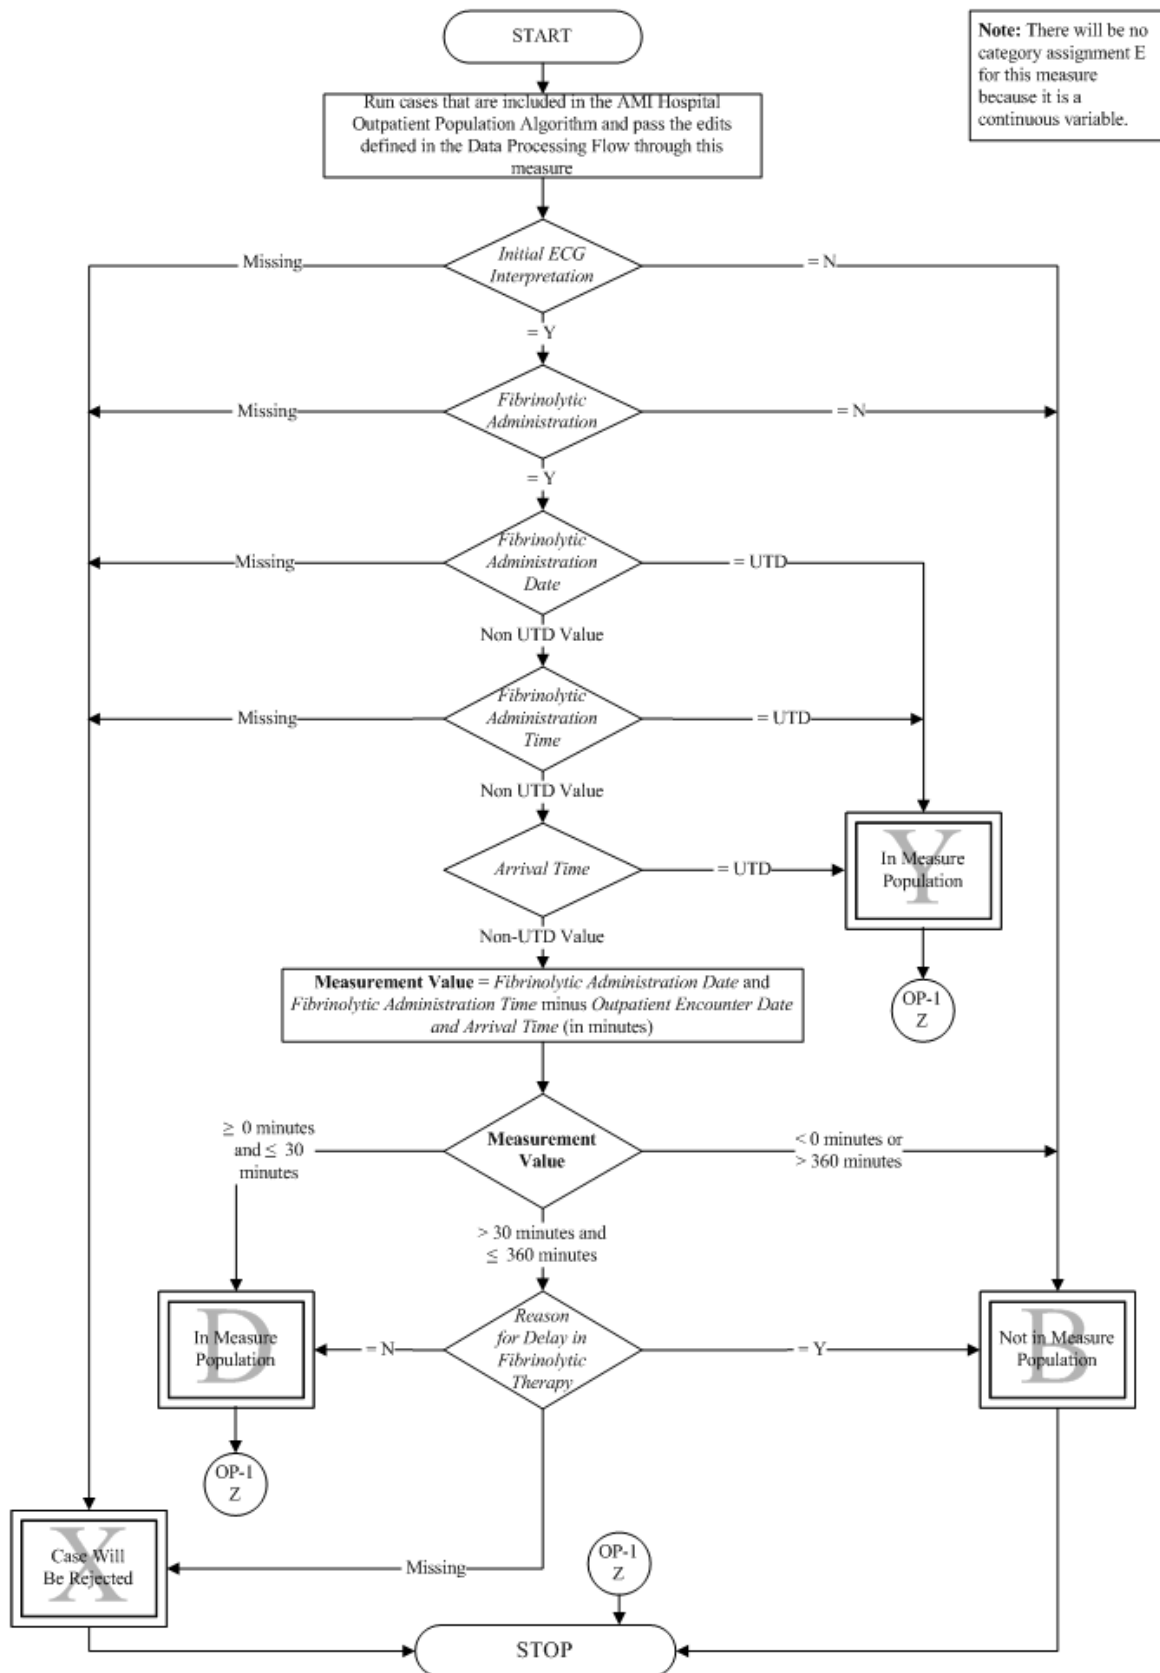 START
Note: There will be no
category assignment E
for this measure
because it is a
continuous variable.
Run cases that are included in the AMI Hospital
Outpatient Population Algorithm and pass the edits
defined in the Data Processing Flow through this
measure
Missing
Initial ECG
Interpretation
= N
= Y
Missing
Fibrinolytic
Administration
= N
= Y
Missing
Fibrinolytic
Administration
Date
= UTD
Non UTD Value
Missing
Fibrinolytic
Administration
Time
= UTD
Non UTD Value
Arrival Time
= UTD
Y
In Measure
Population
Non-UTD Value
OP-1
Z
Measurement Value = Fibrinolytic Administration Date and
Fibrinolytic Administration Time minus Outpatient Encounter Date
and Arrival Time (in minutes)
≥ 0 minutes
and ≤ 30
minutes
Measurement
Value
< 0 minutes or
> 360 minutes
> 30 minutes and
≤ 360 minutes
D
In Measure
Population
= N
Reason
for Delay in
Fibrinolytic
Therapy
= Y
B
Not in Measure
Population
OP-1
Z
X
Case Will
Be Rejected
Missing
OP-1
Z
STOP